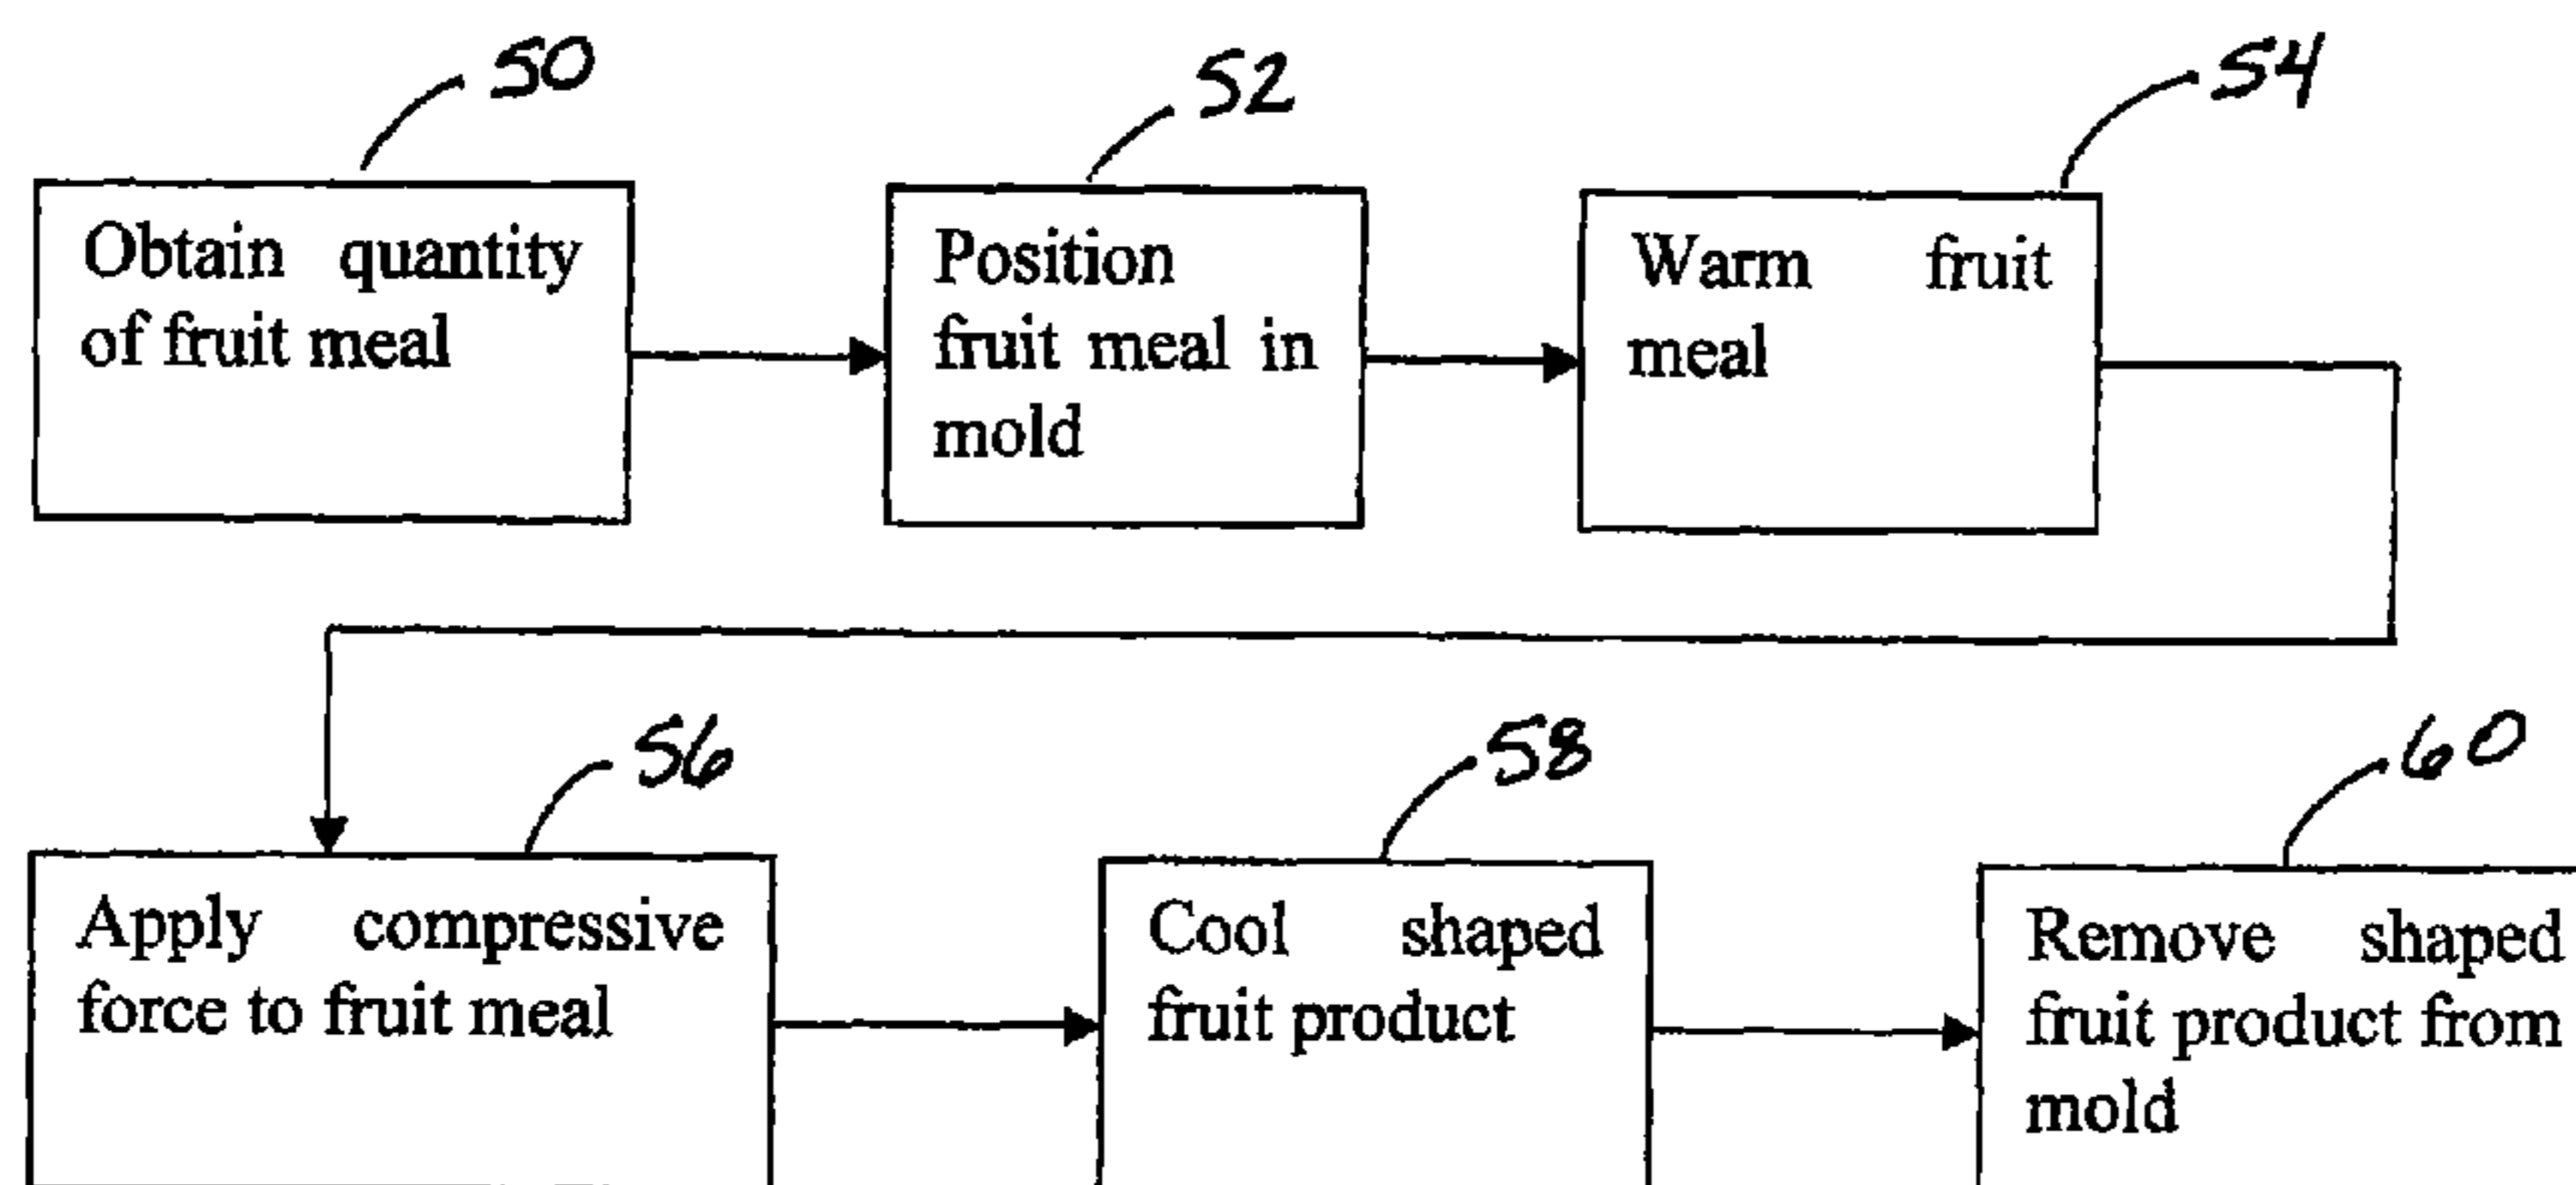 50
52
54
Obtain quantity
of fruit meal
Position
fruit meal in
mold
Warm fruit
meal
56
58
60
Apply compressive
force to fruit meal
Cool shaped
fruit product
Remove shaped
fruit product from
mold